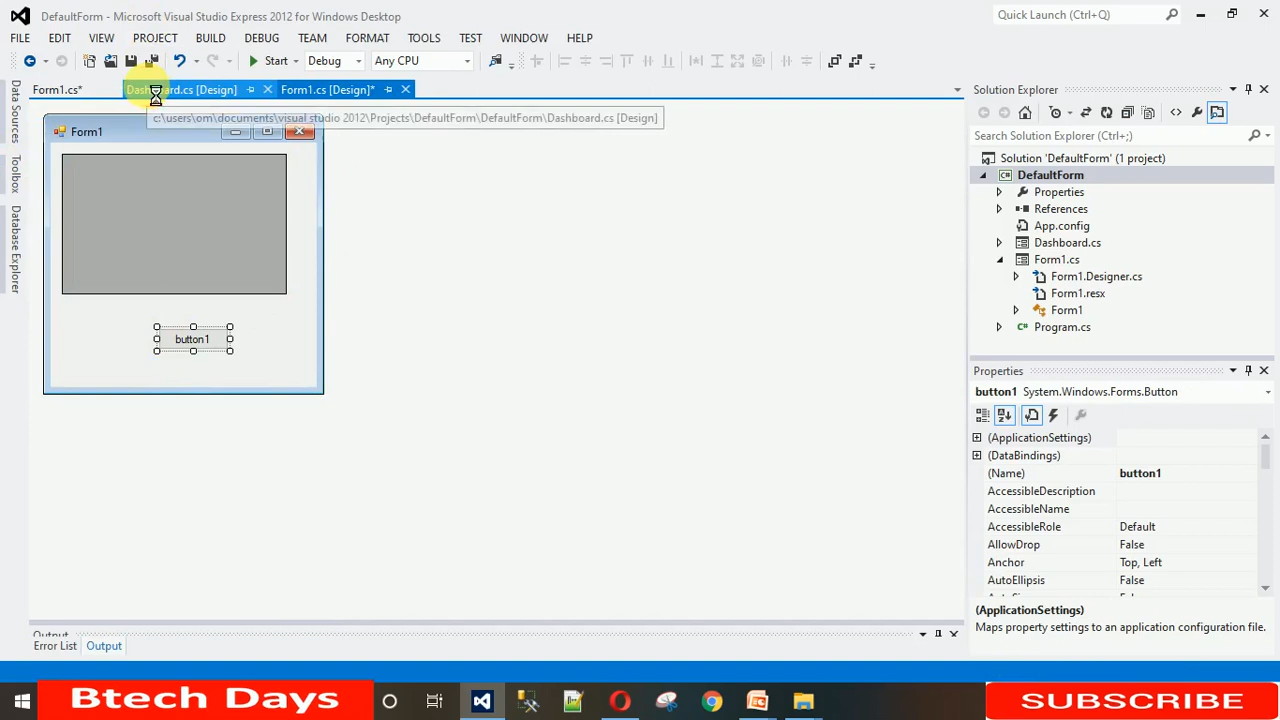 DefaultForm - Microsoft Visual Studio Express 2012 for Windows Desktop
Quick Launch (Ctrl+Q)
FILE EDIT VIEW PROJECT BUILD DEBUG TEAM FORMAT TOOLS TEST WINDOW HELP
Start Debug Any CPU
Form1.cs* Dashboard.cs [Design] Form1.cs [Design]*
c:\users\om\documents\visual studio 2012\Projects\DefaultForm\DefaultForm\Dashboard.cs [Design]
Data Sources
Toolbox
Database Explorer
Form1
button1
Solution Explorer
Search Solution Explorer (Ctrl+;)
Solution 'DefaultForm' (1 project)
DefaultForm
Properties
References
App.config
Dashboard.cs
Form1.cs
Form1.Designer.cs
Form1.resx
Form1
Program.cs
Properties
button1 System.Windows.Forms.Button
(ApplicationSettings)
(DataBindings)
(Name) button1
AccessibleDescription
AccessibleName
AccessibleRole Default
AllowDrop False
Anchor Top, Left
AutoEllipsis False
(ApplicationSettings)
Maps property settings to an application configuration file.
Output
Error List Output
Btech Days
SUBSCRIBE